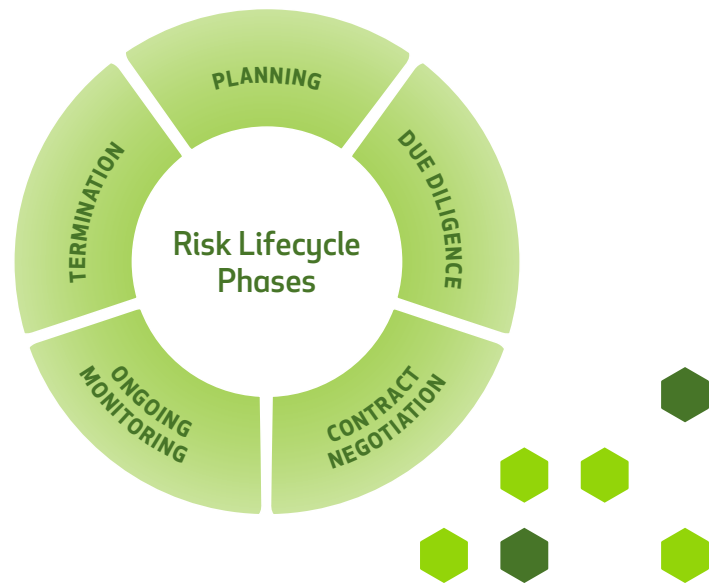 PLANNING
DUE DILIGENCE
CONTRACT
NEGOTIATION
ONGOING
MONITORING
TERMINATION
Risk Lifecycle
Phases